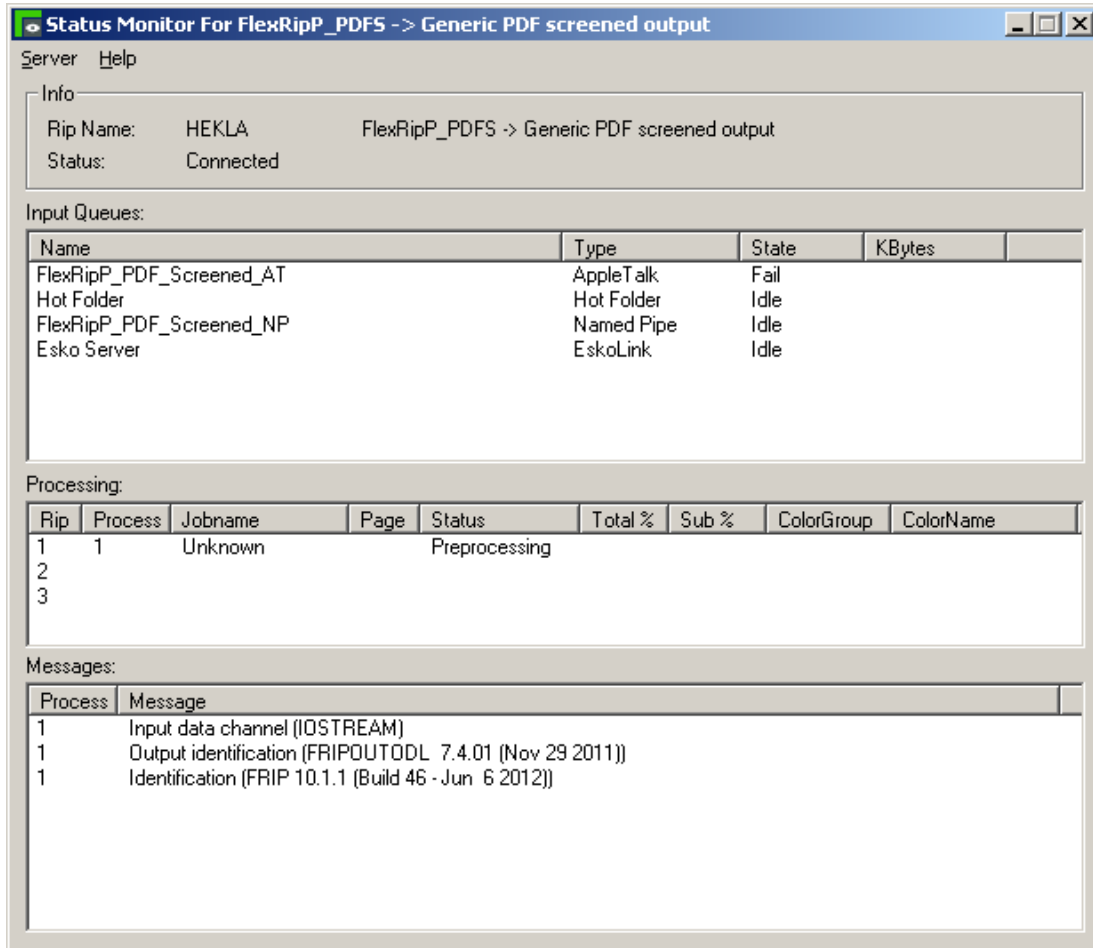 Status Monitor For FlexRipP_PDFS -> Generic PDF screened output
Server Help
Info
Rip Name: HEKLA FlexRipP_PDFS -> Generic PDF screened output
Status: Connected
Input Queues:
Name Type State KBytes
FlexRipP_PDF_Screened_AT AppleTalk Fail
Hot Folder Hot Folder Idle
FlexRipP_PDF_Screened_NP Named Pipe Idle
Esko Server EskoLink Idle
Processing:
Rip Process Jobname Page Status Total % Sub % ColorGroup ColorName
1 1 Unknown Preprocessing
2
3
Messages:
Process Message
1 Input data channel (IOSTREAM)
1 Output identification (FRIPOUTODL 7.4.01 (Nov 29 2011))
1 Identification (FRIP 10.1.1 (Build 46 - Jun 6 2012))